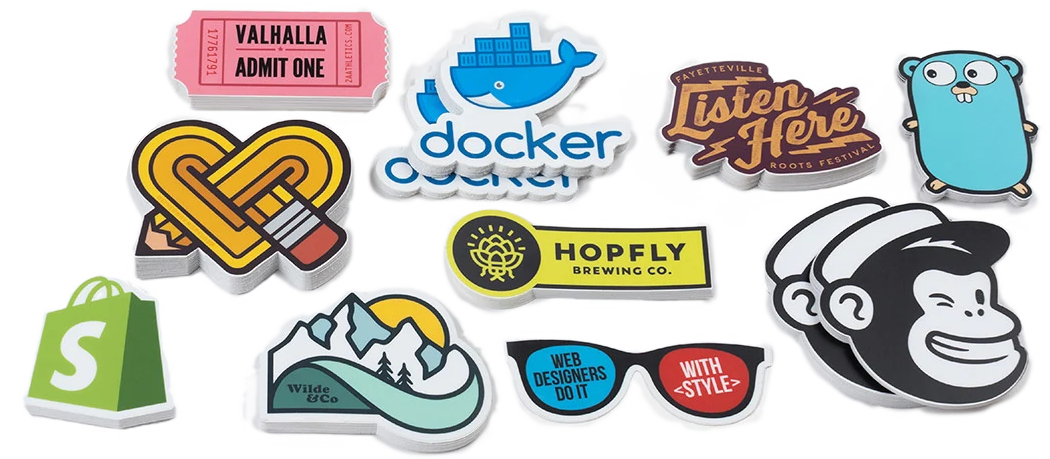 17761791
VALHALLA
ADMIT ONE
2AATHLETICS.COM
docker
docker
FAYETTEVILLE
Listen
Here
ROOTS FESTIVAL
HOPFLY
BREWING CO.
S
Wilde
&Co
WEB
DESIGNERS
DO IT
WITH
<STYLE>